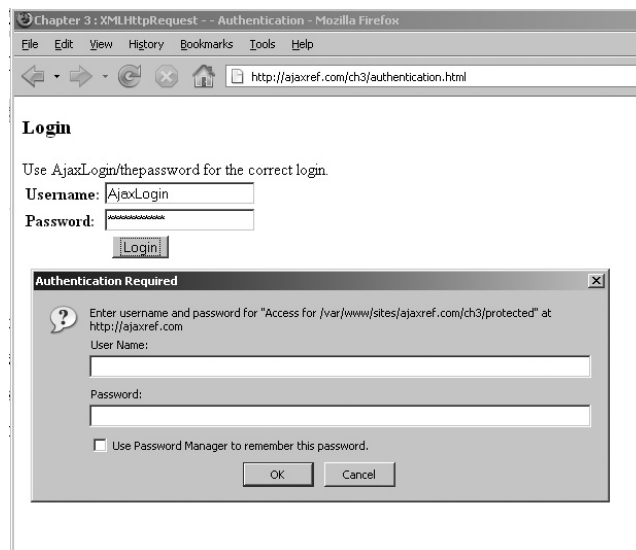 Chapter 3 : XMLHttpRequest - - Authentication - Mozilla Firefox
File Edit View History Bookmarks Tools Help
http://ajaxref.com/ch3/authentication.html
Login
Use AjaxLogin/thepassword for the correct login.
Username: AjaxLogin
Password: ***********
Login
Authentication Required
Enter username and password for "Access for /var/www/sites/ajaxref.com/ch3/protected" at
http://ajaxref.com
User Name:
Password:
Use Password Manager to remember this password.
OK Cancel